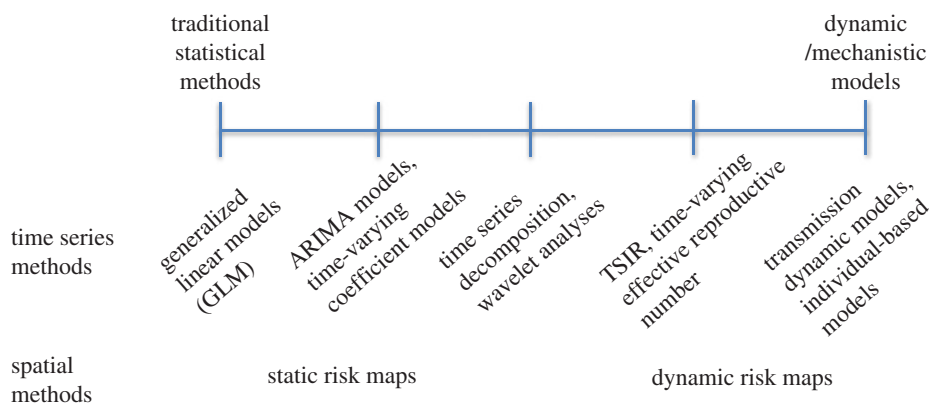 traditional
statistical
methods
dynamic
/mechanistic
models
time series
methods
generalized
linear models
(GLM)
ARIMA models,
time-varying
coefficient models
time series
decomposition,
wavelet analyses
TSIR, time-varying
effective reproductive
number
transmission
dynamic models,
individual-based
models
spatial
methods
static risk maps
dynamic risk maps